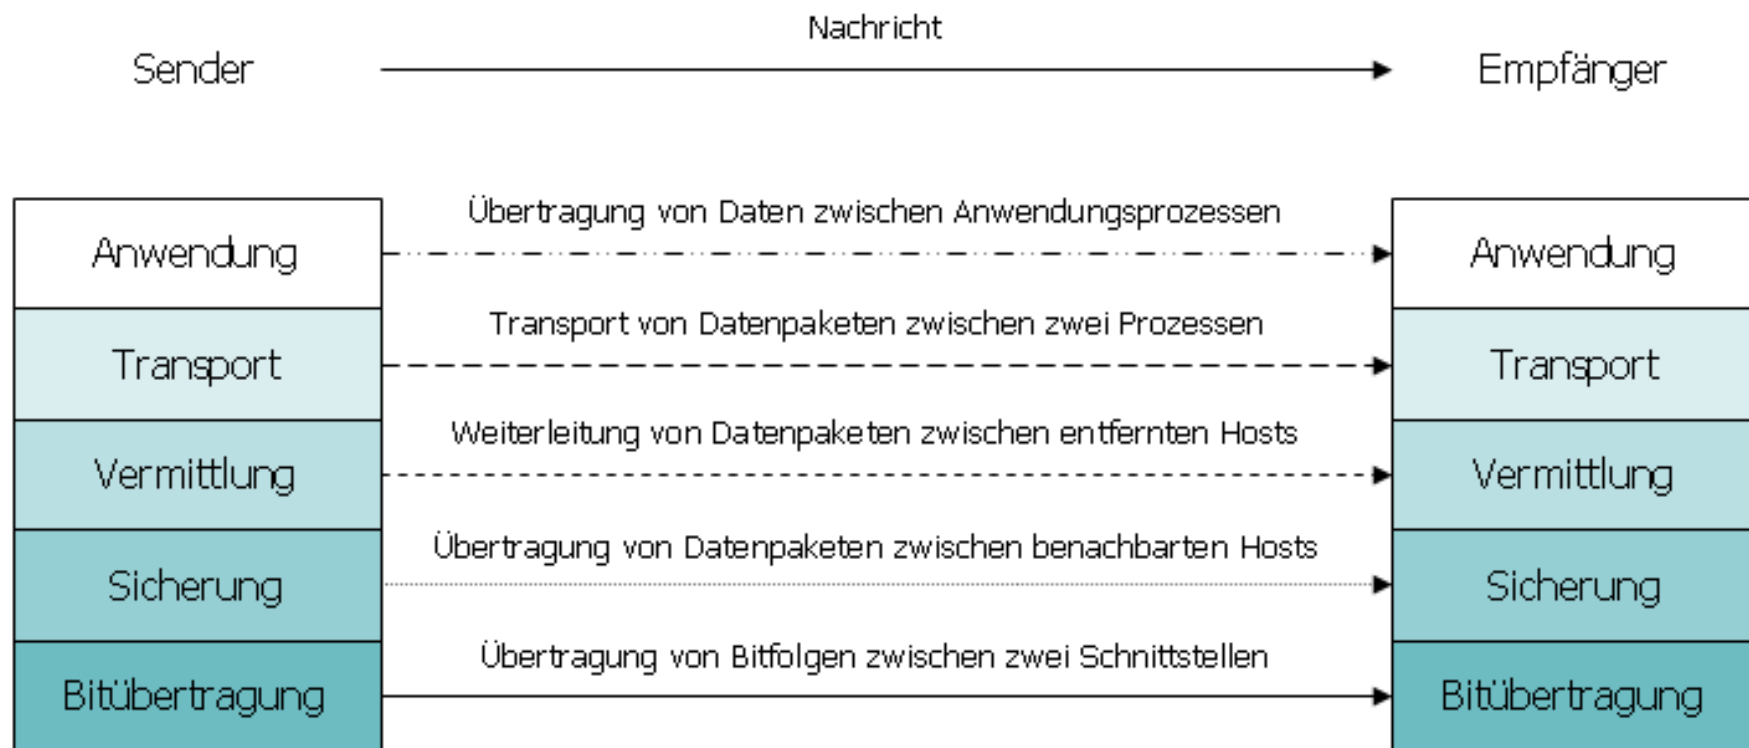 Nachricht
Sender
Empfänger
Übertragung von Daten zwischen Anwendungsprozessen
Anwendung
Anwendung
Transport von Datenpaketen zwischen zwei Prozessen
Transport
Transport
Weiterleitung von Datenpaketen zwischen entfernten Hosts
Vermittlung
Vermittlung
Übertragung von Datenpaketen zwischen benachbarten Hosts
Sicherung
Sicherung
Übertragung von Bitfolgen zwischen zwei Schnittstellen
Bitübertragung
Bitübertragung